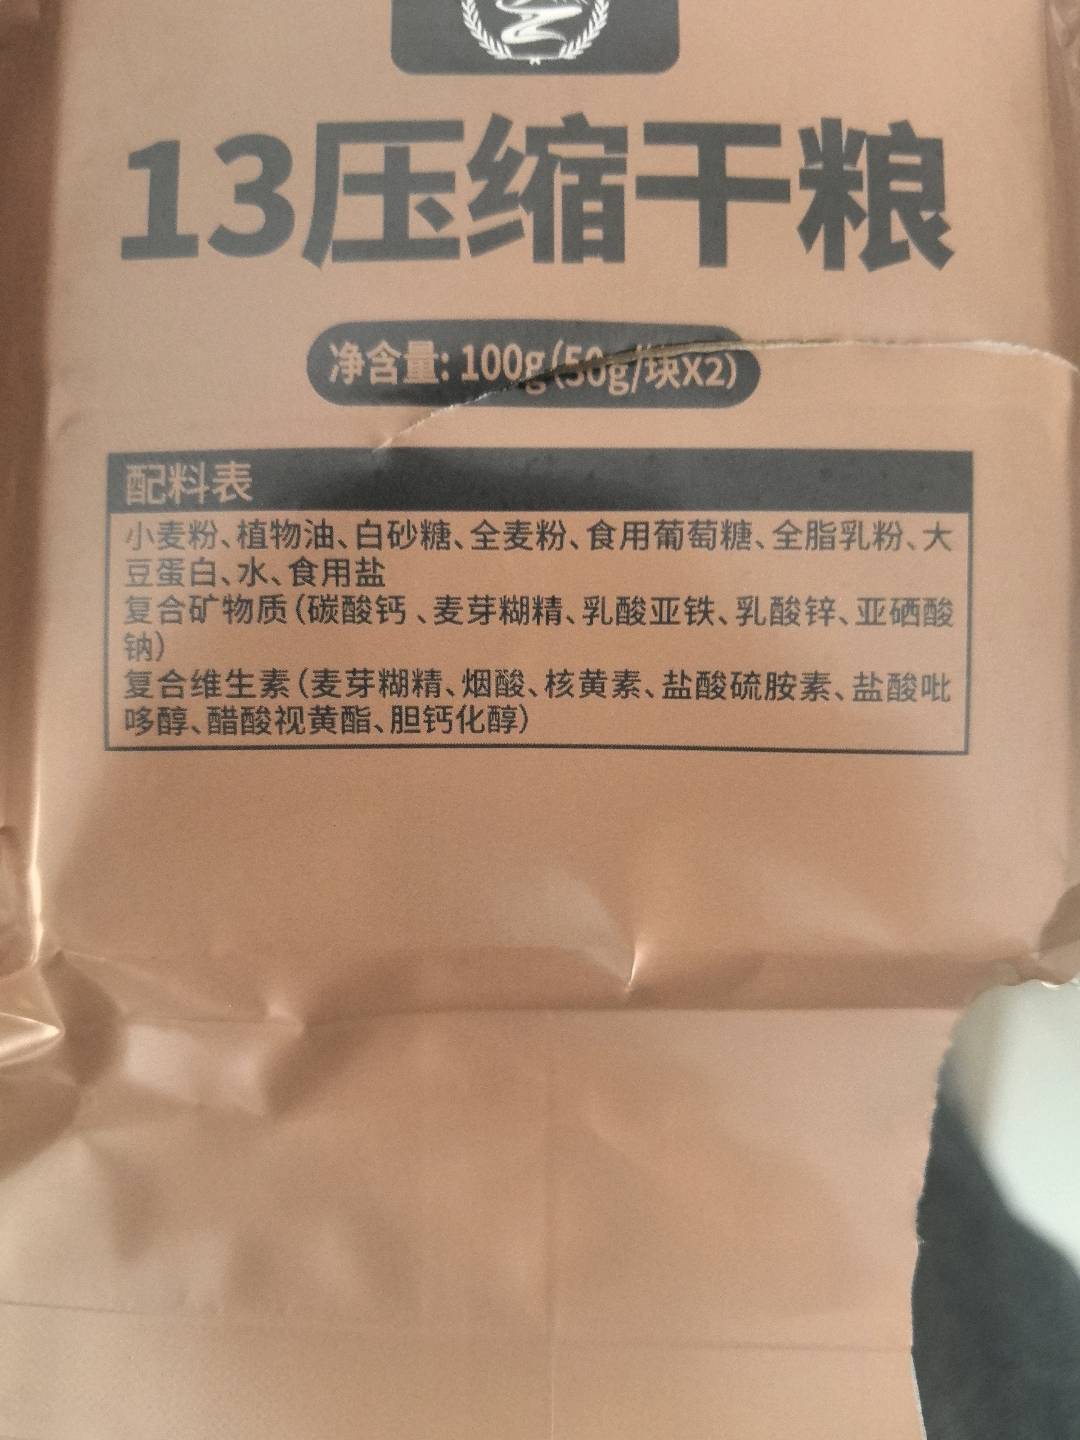 13压缩干粮
净含量: 100g(50g/块X2)
配料表
小麦粉、植物油、白砂糖、全麦粉、食用葡萄糖、全脂乳粉、大
豆蛋白、水、食用盐
复合矿物质(碳酸钙、麦芽糊精、乳酸亚铁、乳酸锌、亚硒酸
钠)
复合维生素(麦芽糊精、烟酸、核黄素、盐酸硫胺素、盐酸吡
哆醇、醋酸视黄酯、胆钙化醇)